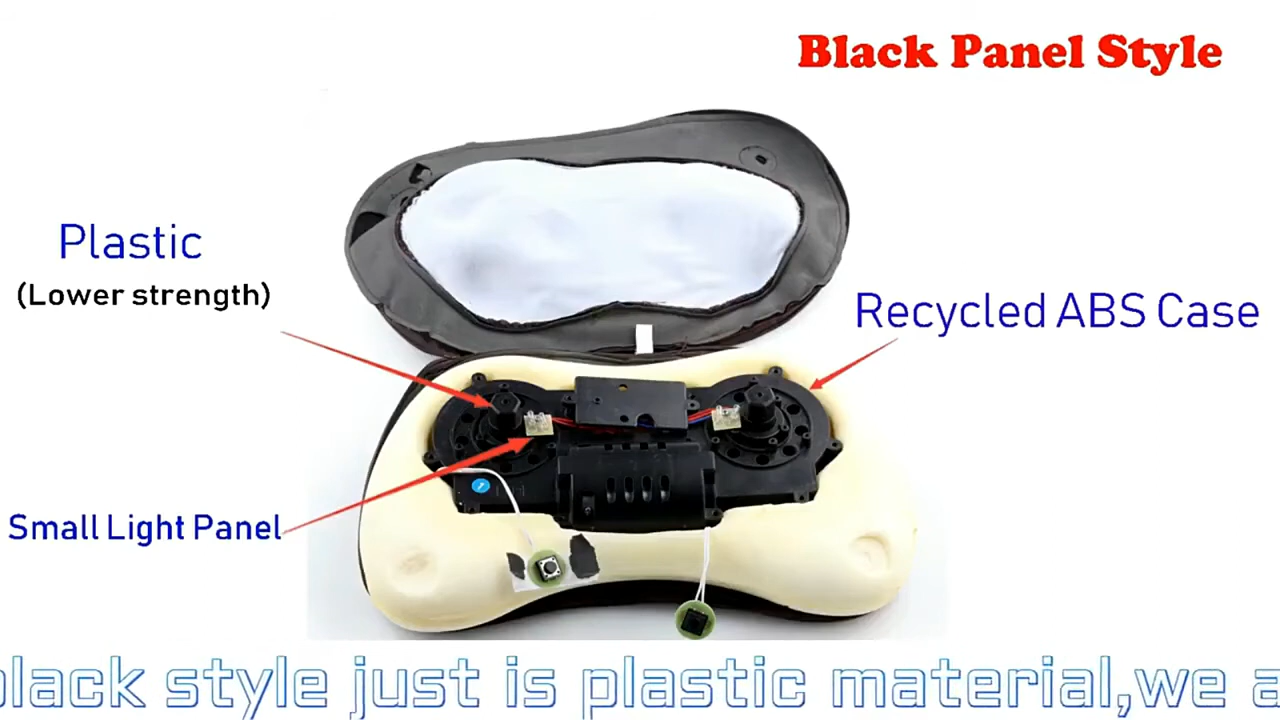 Black Panel Style
Plastic
(Lower strength)
Recycled ABS Case
Small Light Panel
black style just is plastic material,we a